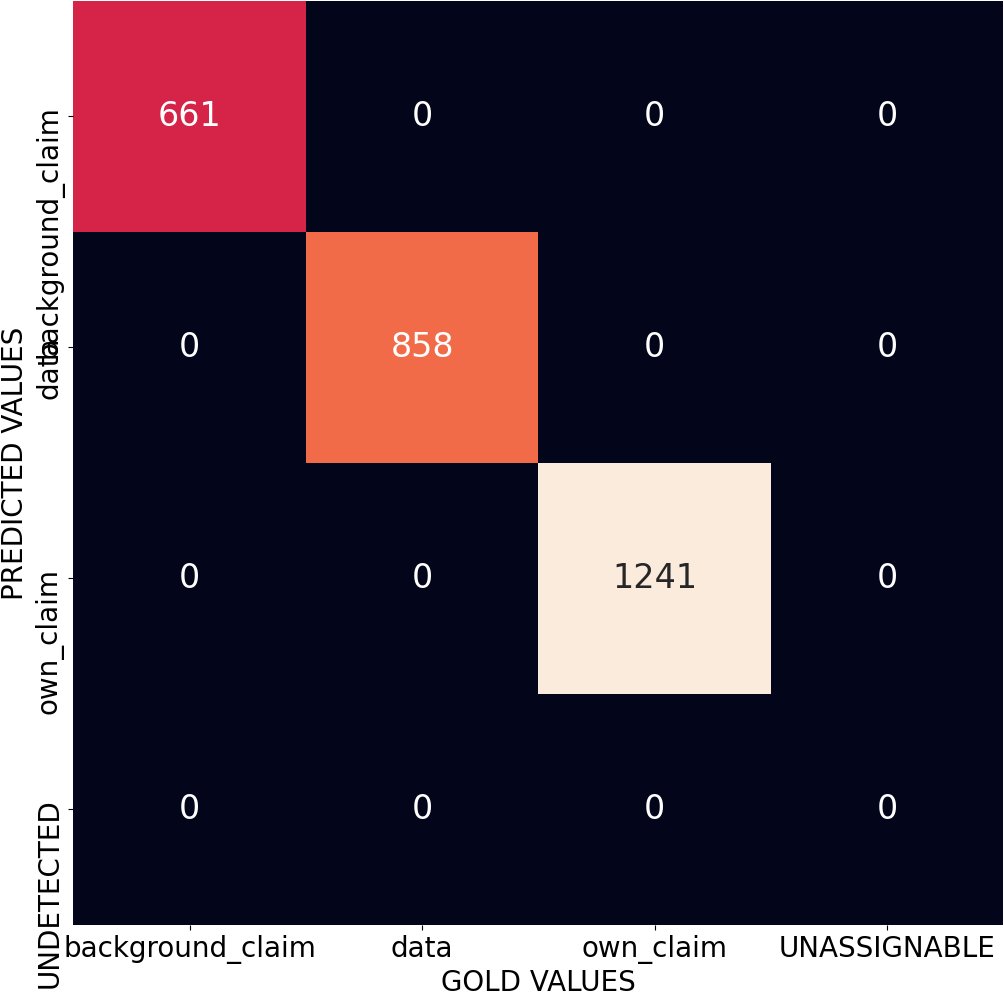 661 0 0 0
0 858 0 0
0 0 1241 0
0 0 0 0
PREDICTED VALUES
background_claim
data
own_claim
UNDETECTED
background_claim data own_claim UNASSIGNABLE
GOLD VALUES